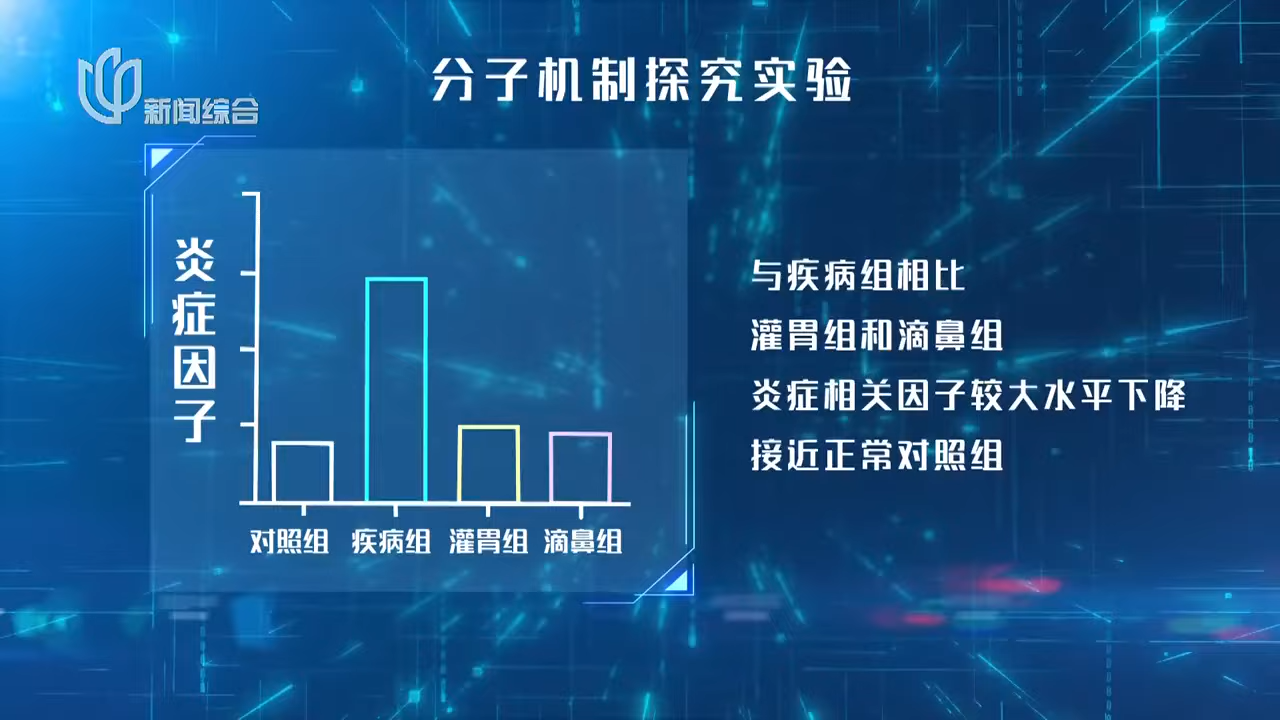 分子机制探究实验
新闻综合
炎症因子
对照组 疾病组 灌胃组 滴鼻组
与疾病组相比
灌胃组和滴鼻组
炎症相关因子较大水平下降
接近正常对照组